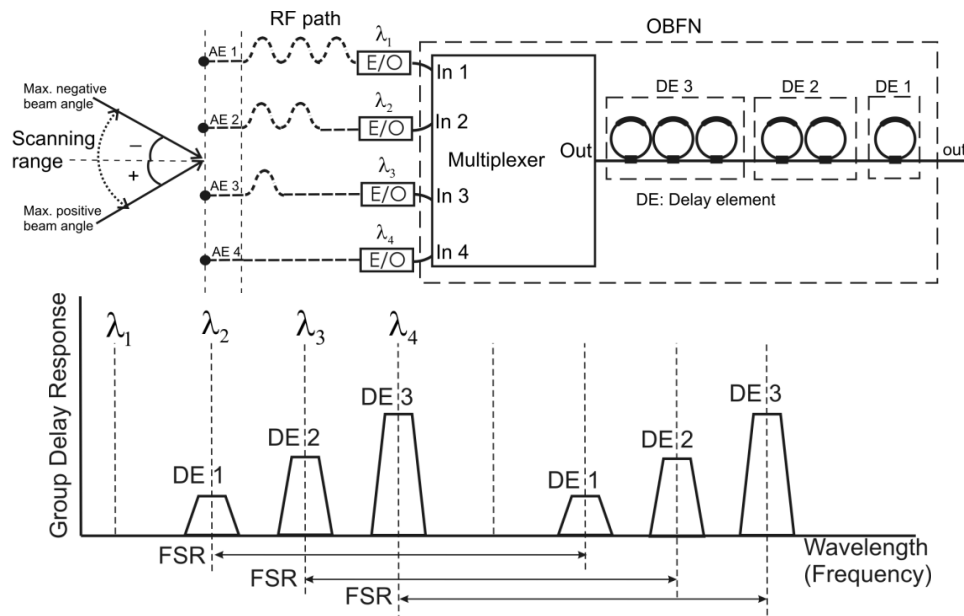 RF path
OBFN
AE 1
λ1
E/O
In 1
DE 3
DE 2
DE 1
Max. negative
beam angle
AE 2
λ2
E/O
In 2
Scanning
range
−
+
Multiplexer
Out
out
AE 3
λ3
E/O
In 3
DE: Delay element
Max. positive
beam angle
AE 4
λ4
E/O
In 4
Group Delay Response
λ1
λ2
λ3
λ4
DE 1
DE 2
DE 3
DE 1
DE 2
DE 3
FSR
FSR
FSR
Wavelength
(Frequency)